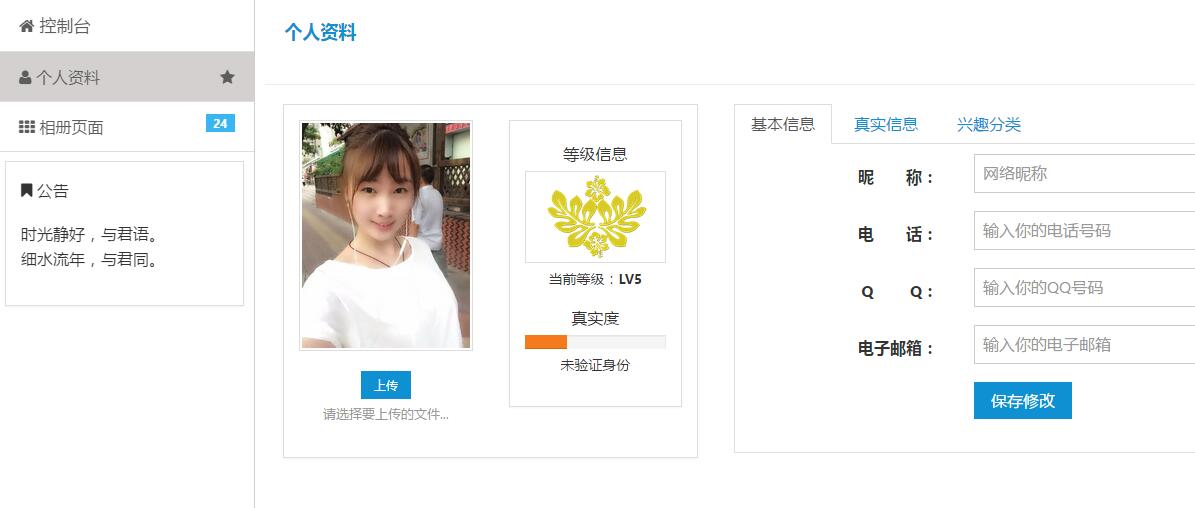 控制台
个人资料
相册页面 24
公告
时光静好，与君语。
细水流年，与君同。
个人资料
上传
请选择要上传的文件...
等级信息
当前等级：LV5
真实度
未验证身份
基本信息 真实信息 兴趣分类
昵 称： 网络昵称
电 话： 输入你的电话号码
Q Q： 输入你的QQ号码
电子邮箱： 输入你的电子邮箱
保存修改